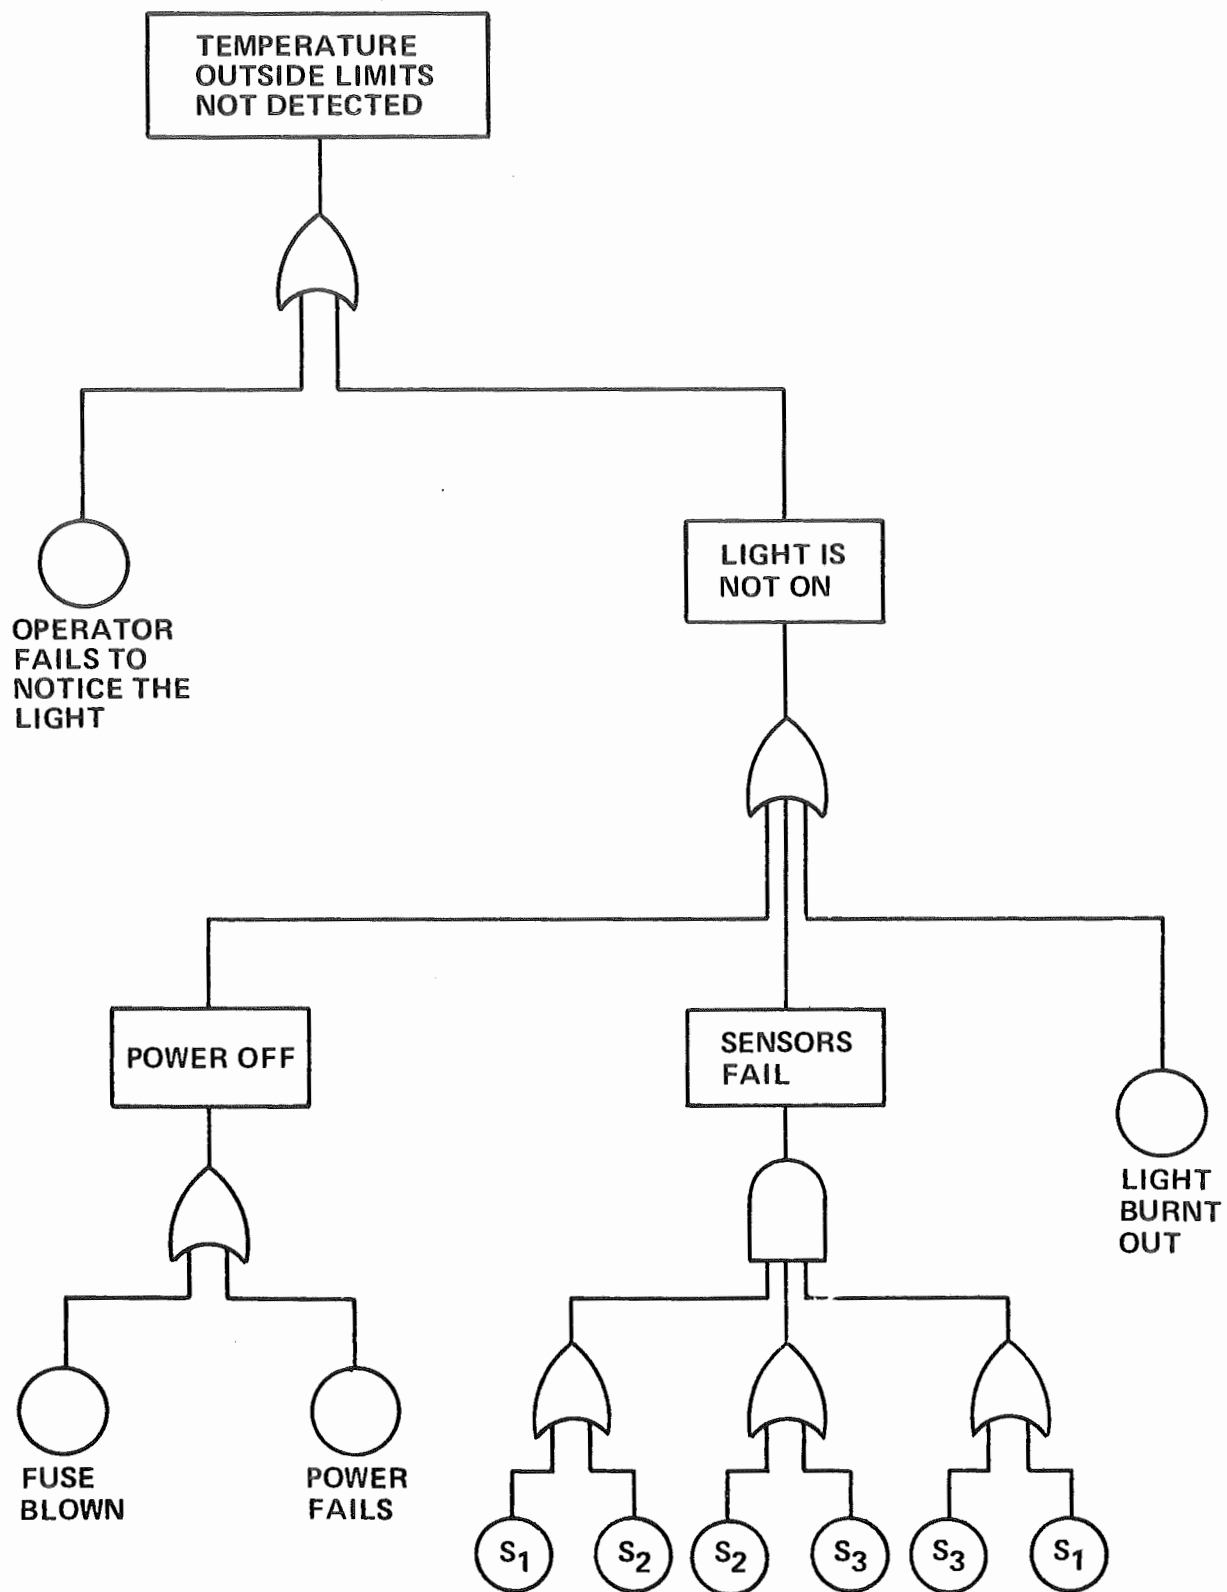 TEMPERATURE
OUTSIDE LIMITS
NOT DETECTED
OPERATOR
FAILS TO
NOTICE THE
LIGHT
LIGHT IS
NOT ON
POWER OFF
SENSORS
FAIL
LIGHT
BURNT
OUT
FUSE
BLOWN
POWER
FAILS
S1
S2
S2
S3
S3
S1